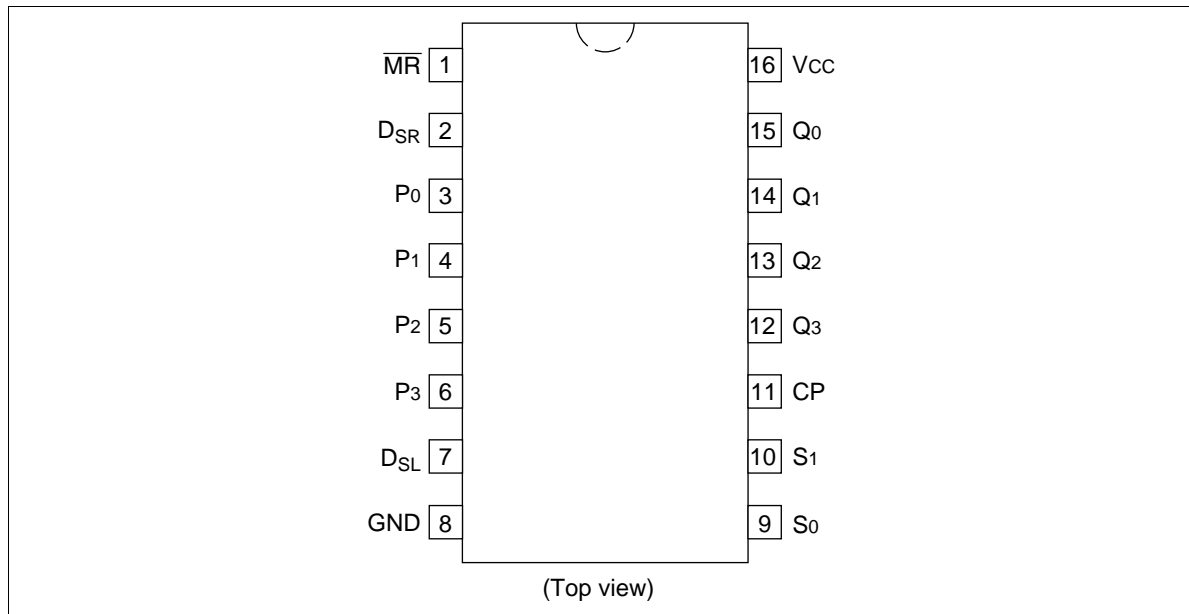 M̅R̅ 1 16 VCC
DSR 2 15 Q0
P0 3 14 Q1
P1 4 13 Q2
P2 5 12 Q3
P3 6 11 CP
DSL 7 10 S1
GND 8 9 S0
(Top view)